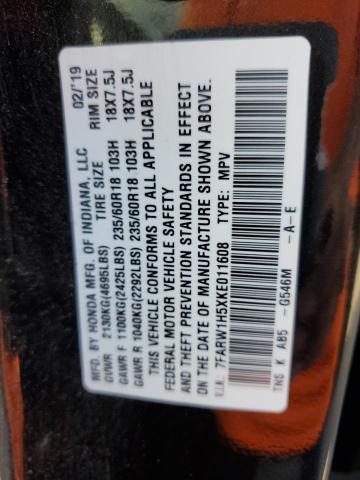 MFD. BY HONDA MFG. OF INDIANA, LLC 02/'19
TIRE SIZE RIM SIZE
GVWR 2130KG(4695LBS)
GAWR F 1100KG(2425LBS) 235/60R18 103H 18X7.5J
GAWR R 1040KG(2292LBS) 235/60R18 103H 18X7.5J
THIS VEHICLE CONFORMS TO ALL APPLICABLE
FEDERAL MOTOR VEHICLE SAFETY
AND THEFT PREVENTION STANDARDS IN EFFECT
ON THE DATE OF MANUFACTURE SHOWN ABOVE.
V.I.N.: 7FARW1H5XKE011608 TYPE: MPV
TNS K A85 -G546M -A-E